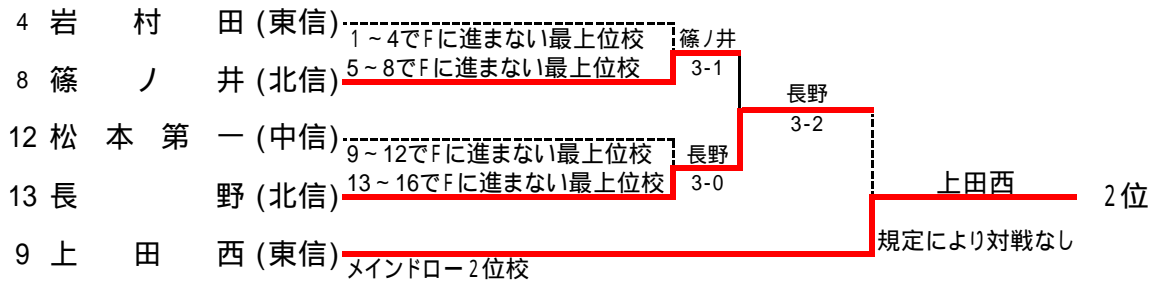 4 岩村田 (東信)
1~4でFに進まない最上位校
篠ノ井
5~8でFに進まない最上位校
3-1
8 篠ノ井 (北信)
長野
3-2
12 松本第一 (中信)
9~12でFに進まない最上位校
長野
13~16でFに進まない最上位校
3-0
13 長野 (北信)
上田西
2位
規定により対戦なし
9 上田西 (東信)
メインドロー2位校